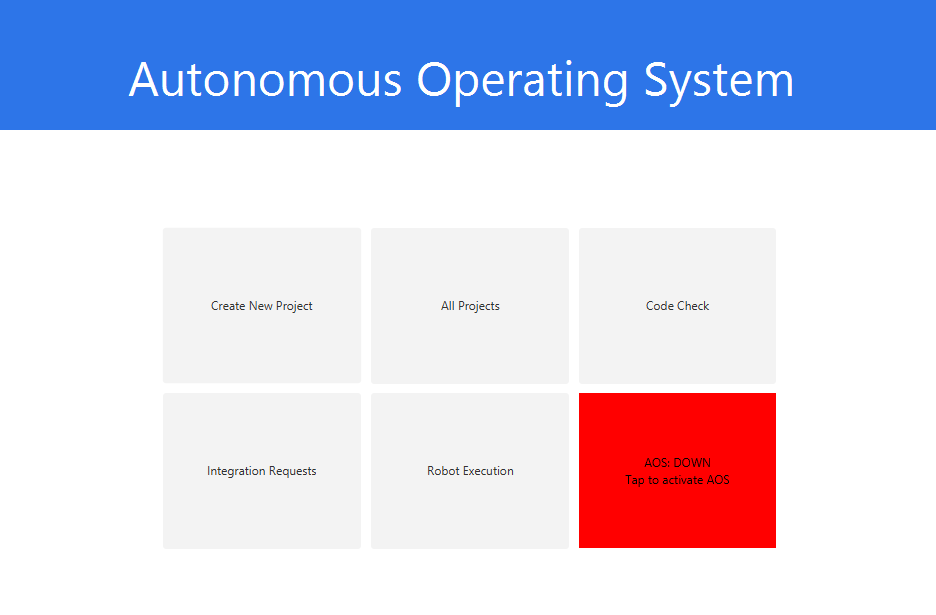 Autonomous Operating System
Create New Project
All Projects
Code Check
Integration Requests
Robot Execution
AOS: DOWN
Tap to activate AOS